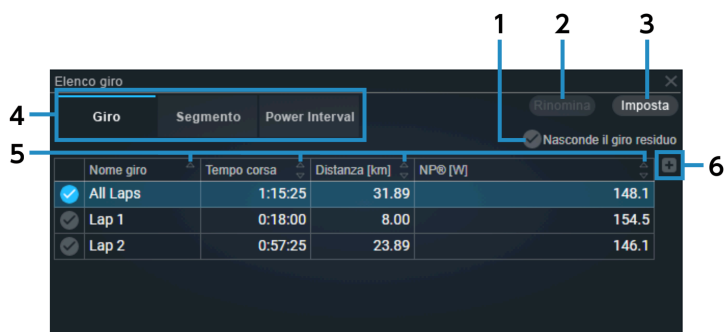 1 2 3
Elenco giro
4 Giro Segmento Power Interval
Rinomina Imposta
Nasconde il giro residuo
5
6
Nome giro Tempo corsa Distanza [km] NP® [W]
All Laps 1:15:25 31.89 148.1
Lap 1 0:18:00 8.00 154.5
Lap 2 0:57:25 23.89 146.1